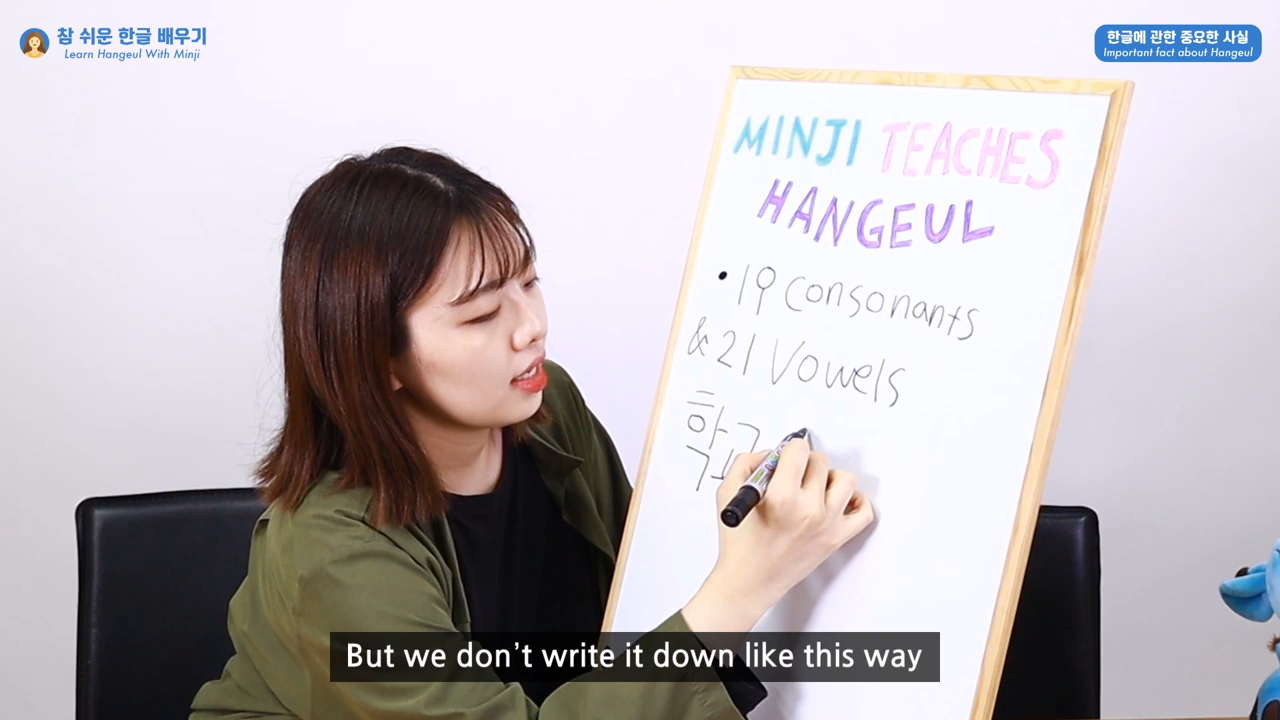 참 쉬운 한글 배우기
Learn Hangeul With Minji
한글에 관한 중요한 사실
Important fact about Hangeul
MINJI TEACHES
HANGEUL
•19 consonants
& 21 Vowels
학교
But we don't write it down like this way